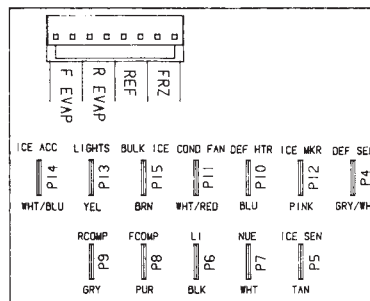 F EVAP R EVAP REF FRZ
ICE ACC LIGHTS BULK ICE COND FAN DEF HTR ICE MKR DEF SEN
P14 P13 P15 P11 P10 P12 P4
WHT/BLU YEL BRN WHT/RED BLU PINK GRY/WH
RCOMP FCOMP LI NUE ICE SEN
P9 P8 P6 P7 P5
GRY PUR BLK WHT TAN